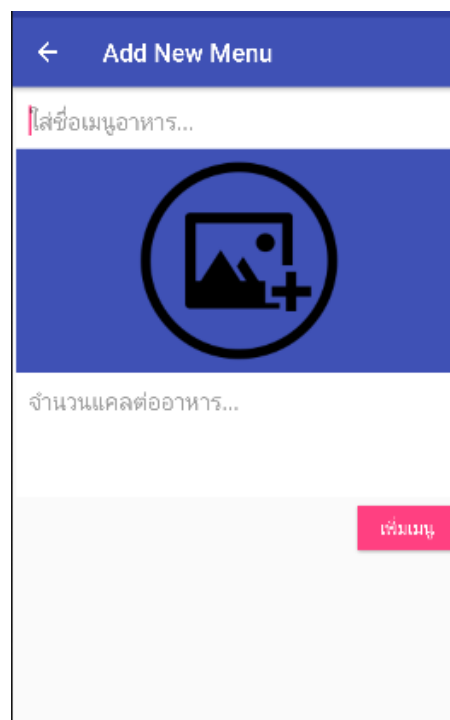 Add New Menu
ใส่ชื่อเมนูอาหาร...
จำนวนแคลต่ออาหาร...
เพิ่มเมนู